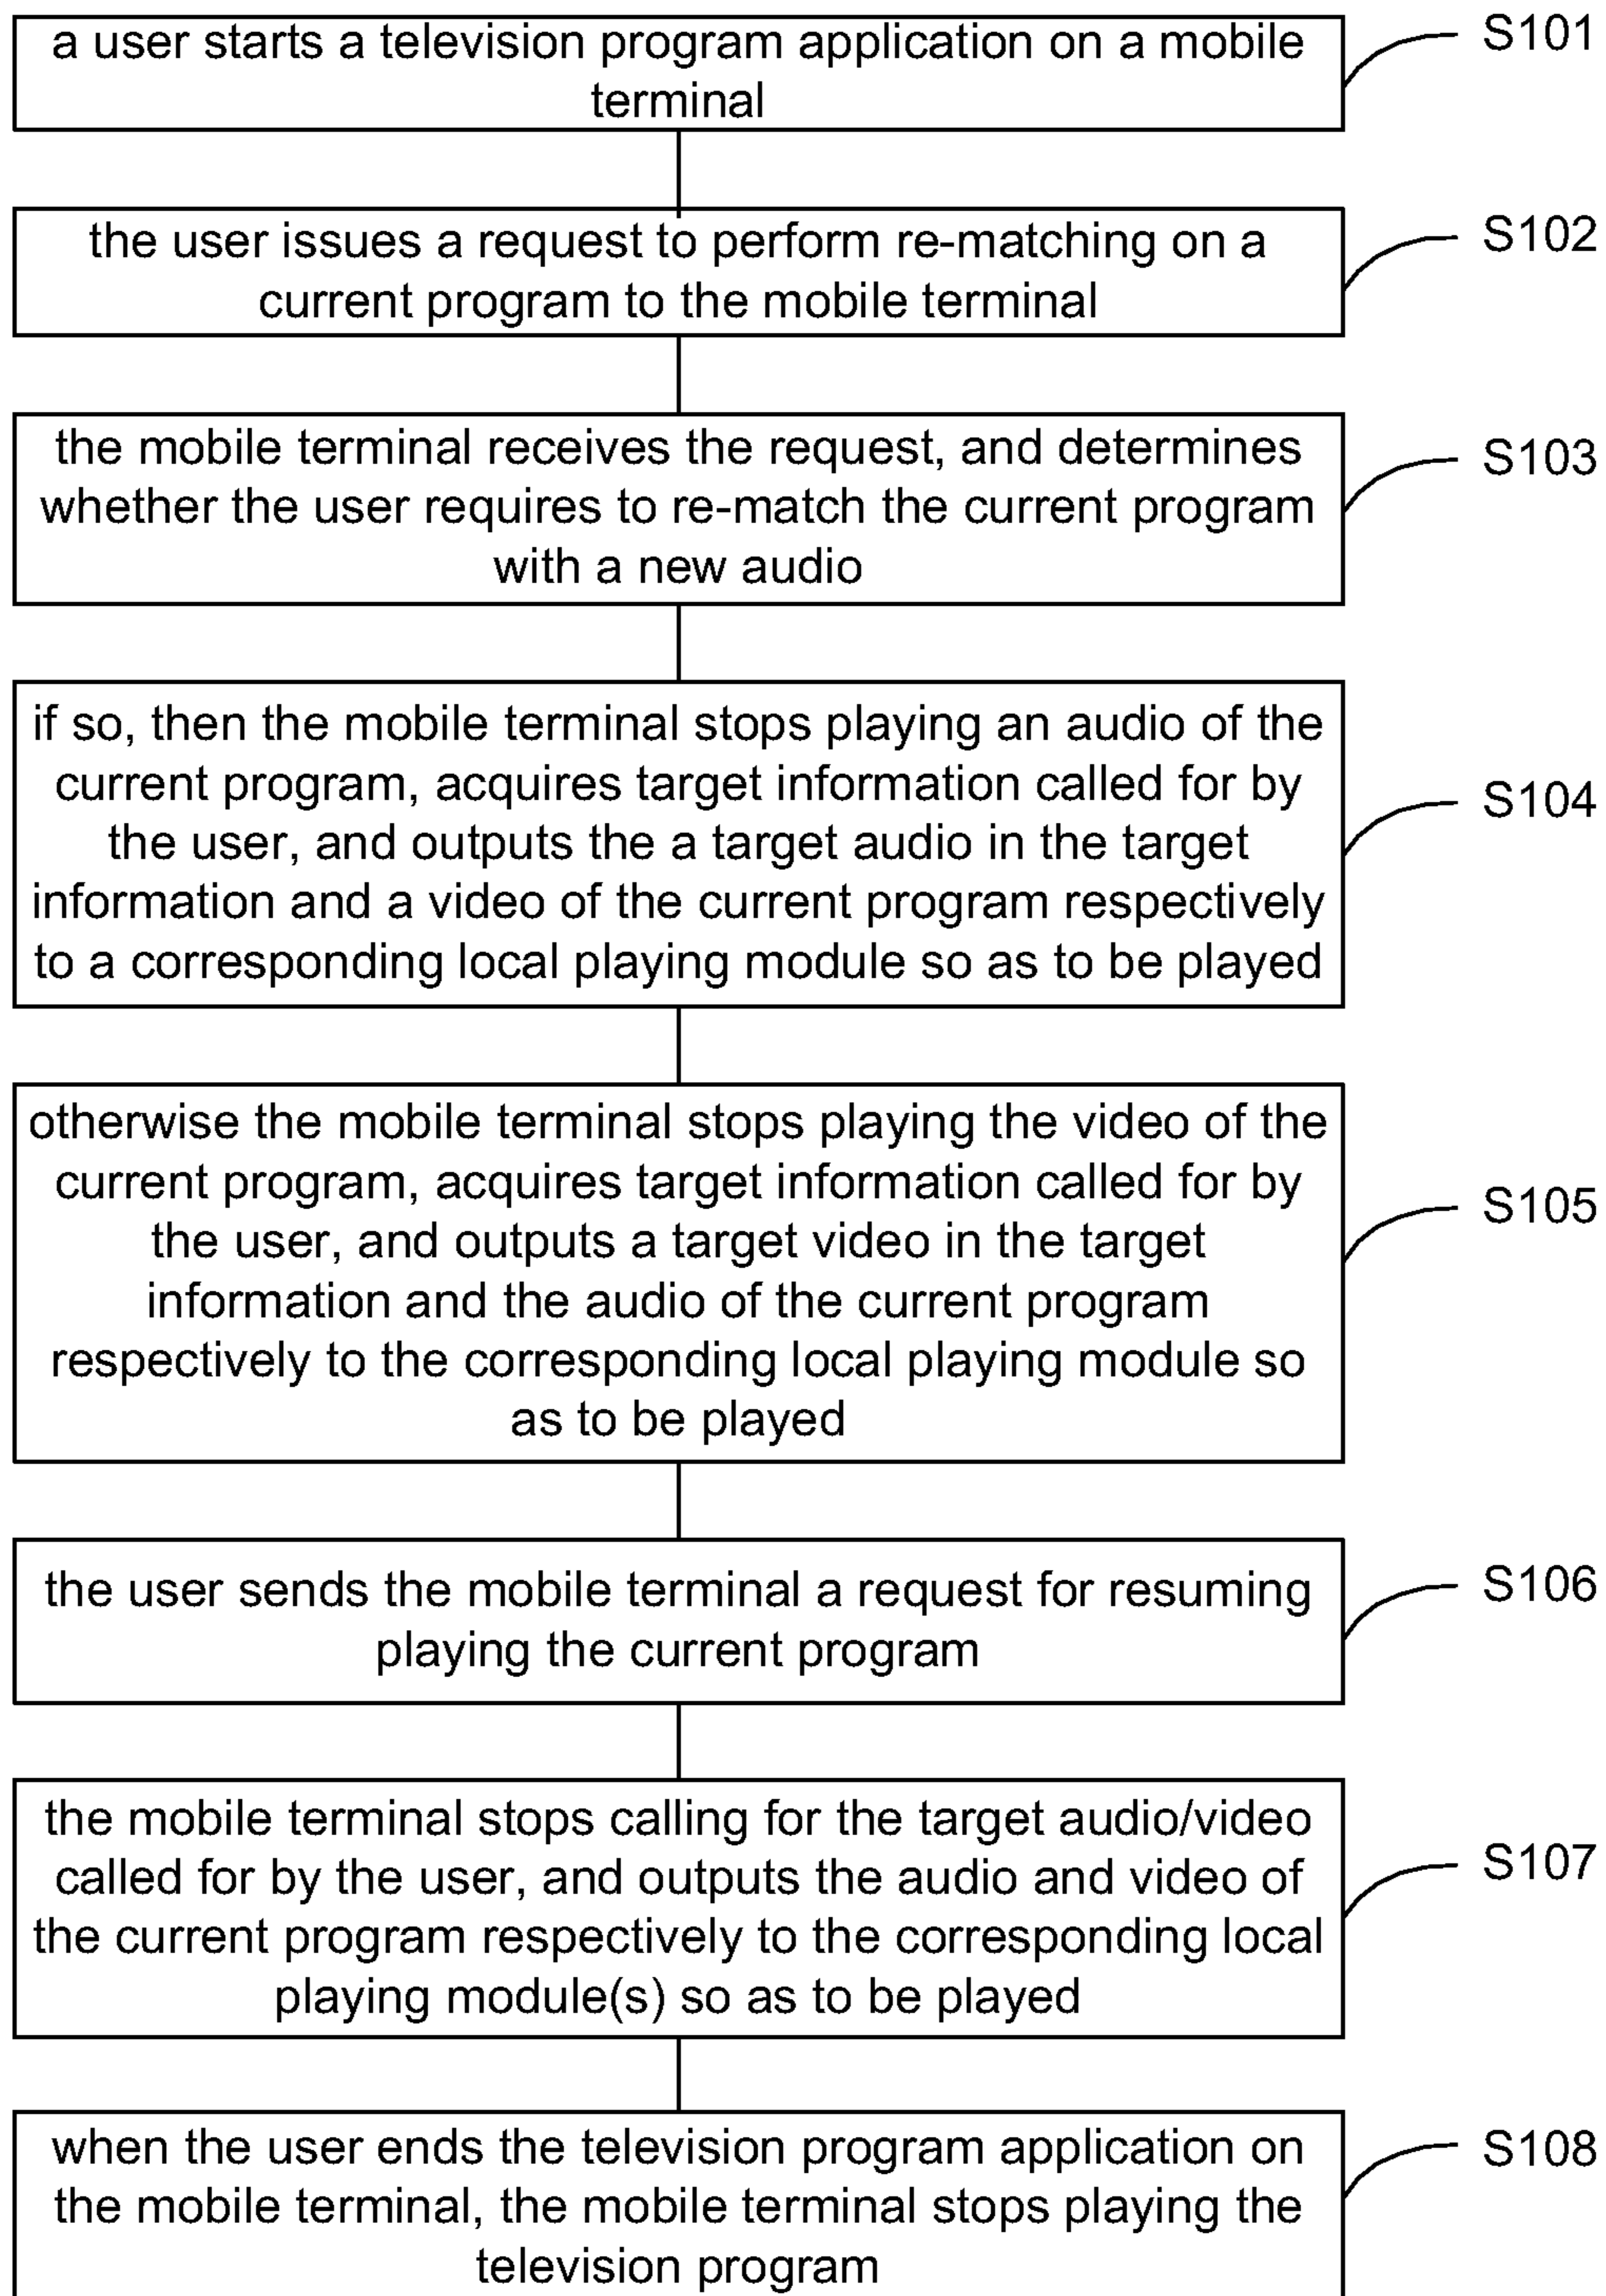 a user starts a television program application on a mobile
terminal
S101
the user issues a request to perform re-matching on a
current program to the mobile terminal
S102
the mobile terminal receives the request, and determines
whether the user requires to re-match the current program
with a new audio
S103
if so, then the mobile terminal stops playing an audio of the
current program, acquires target information called for by
the user, and outputs the a target audio in the target
information and a video of the current program respectively
to a corresponding local playing module so as to be played
S104
otherwise the mobile terminal stops playing the video of the
current program, acquires target information called for by
the user, and outputs a target video in the target
information and the audio of the current program
respectively to the corresponding local playing module so
as to be played
S105
the user sends the mobile terminal a request for resuming
playing the current program
S106
the mobile terminal stops calling for the target audio/video
called for by the user, and outputs the audio and video of
the current program respectively to the corresponding local
playing module(s) so as to be played
S107
when the user ends the television program application on
the mobile terminal, the mobile terminal stops playing the
television program
S108